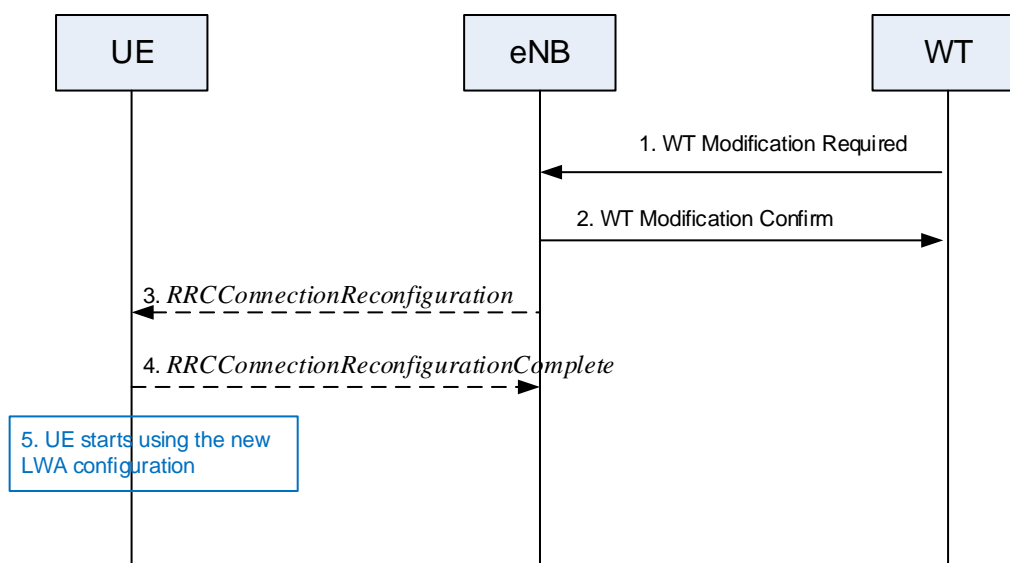 UE
eNB
WT
1. WT Modification Required
2. WT Modification Confirm
3. RRCConnectionReconfiguration
4. RRCConnectionReconfigurationComplete
5. UE starts using the new
LWA configuration